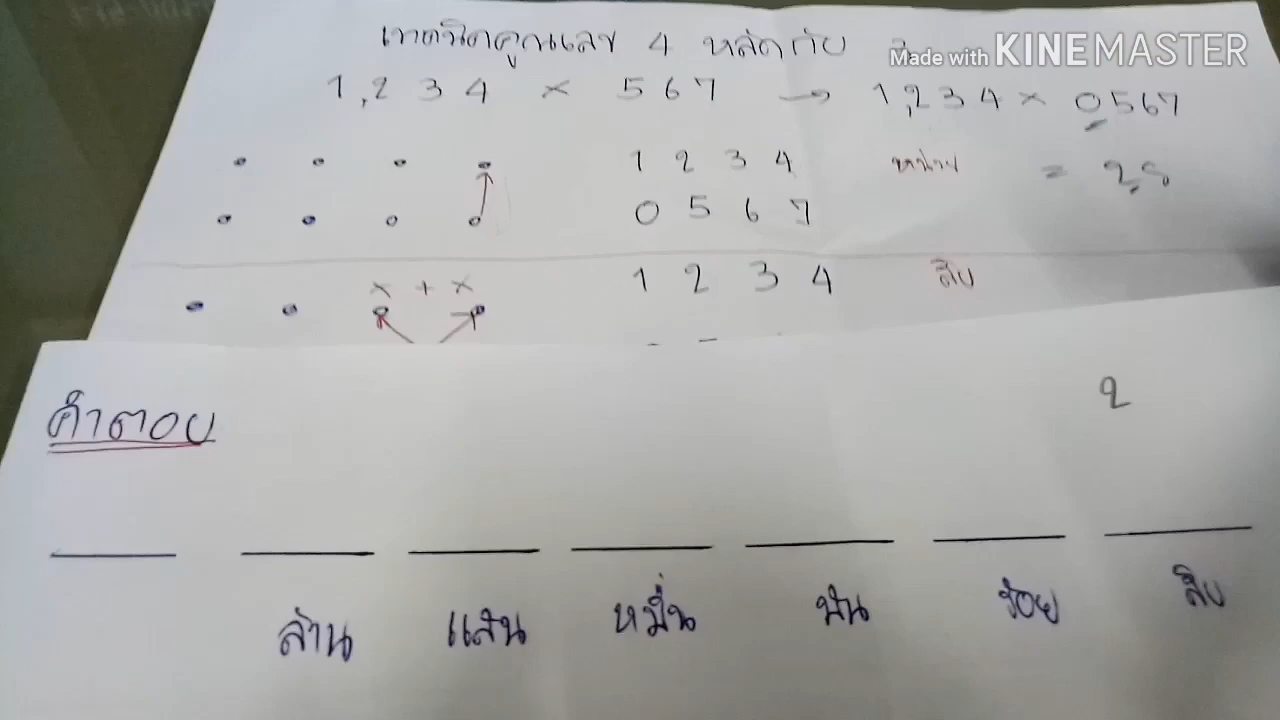 เทคนิคคูณเลข 4 หลักกับ 3
Made with KINEMASTER
1,234 × 567 → 1,234 × 0567
1 2 3 4 หน่วย = 28
0 5 6 7
× + × 1 2 3 4 สิบ
2
คำตอบ
ล้าน แสน หมื่น พัน ร้อย สิบ